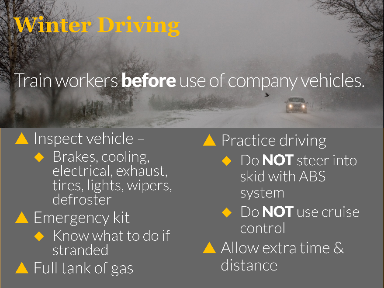 Winter Driving
Train workers before use of company vehicles.
Inspect vehicle –
Brakes, cooling,
electrical, exhaust,
tires, lights, wipers,
defroster
Emergency kit
Know what to do if
stranded
Full tank of gas
Practice driving
Do NOT steer into
skid with ABS
system
Do NOT use cruise
control
Allow extra time &
distance